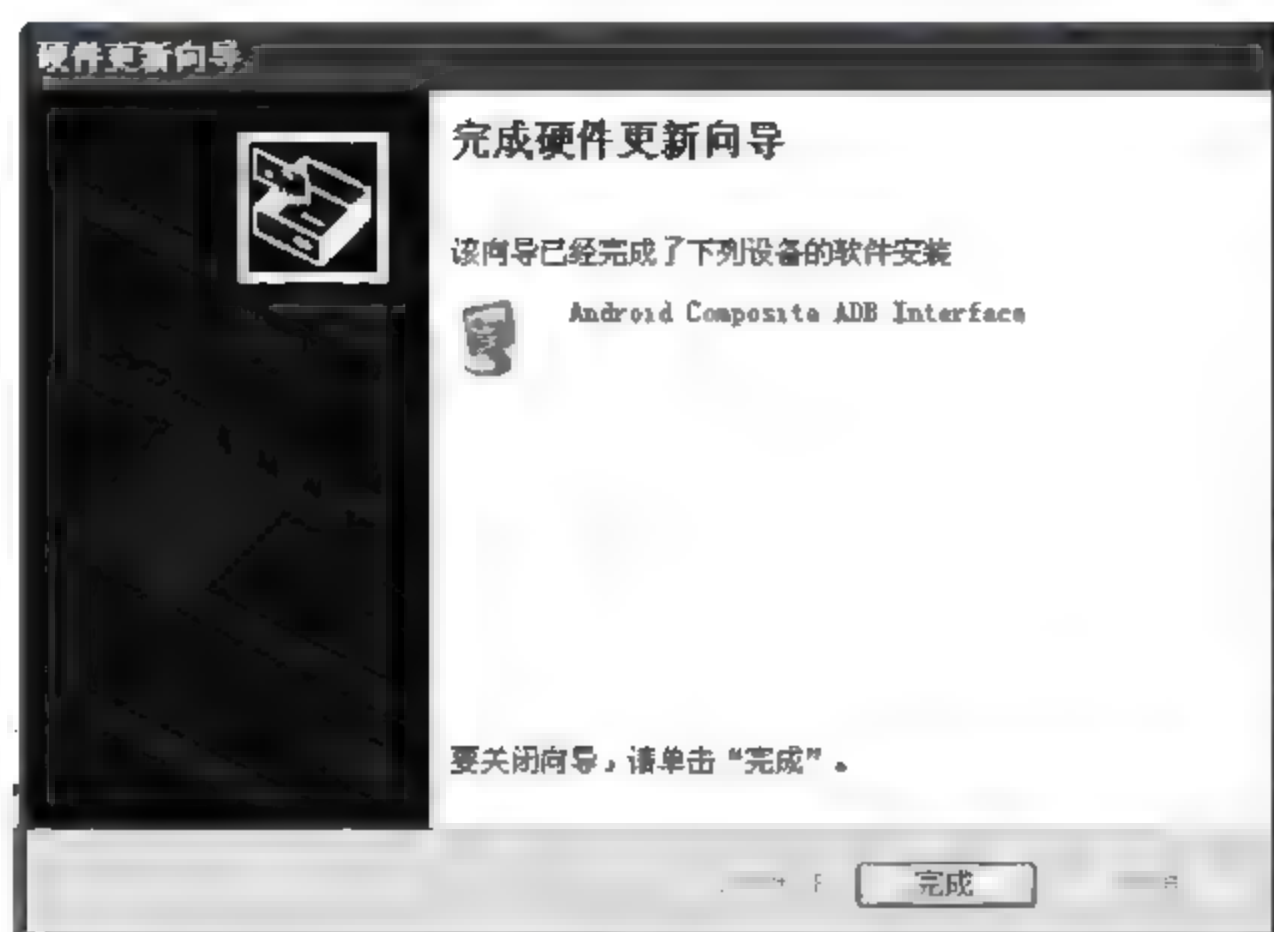 硬件更新向导
完成硬件更新向导
该向导已经完成了下列设备的软件安装
Android Composite ADB Interface
要关闭向导，请单击“完成”。
完成